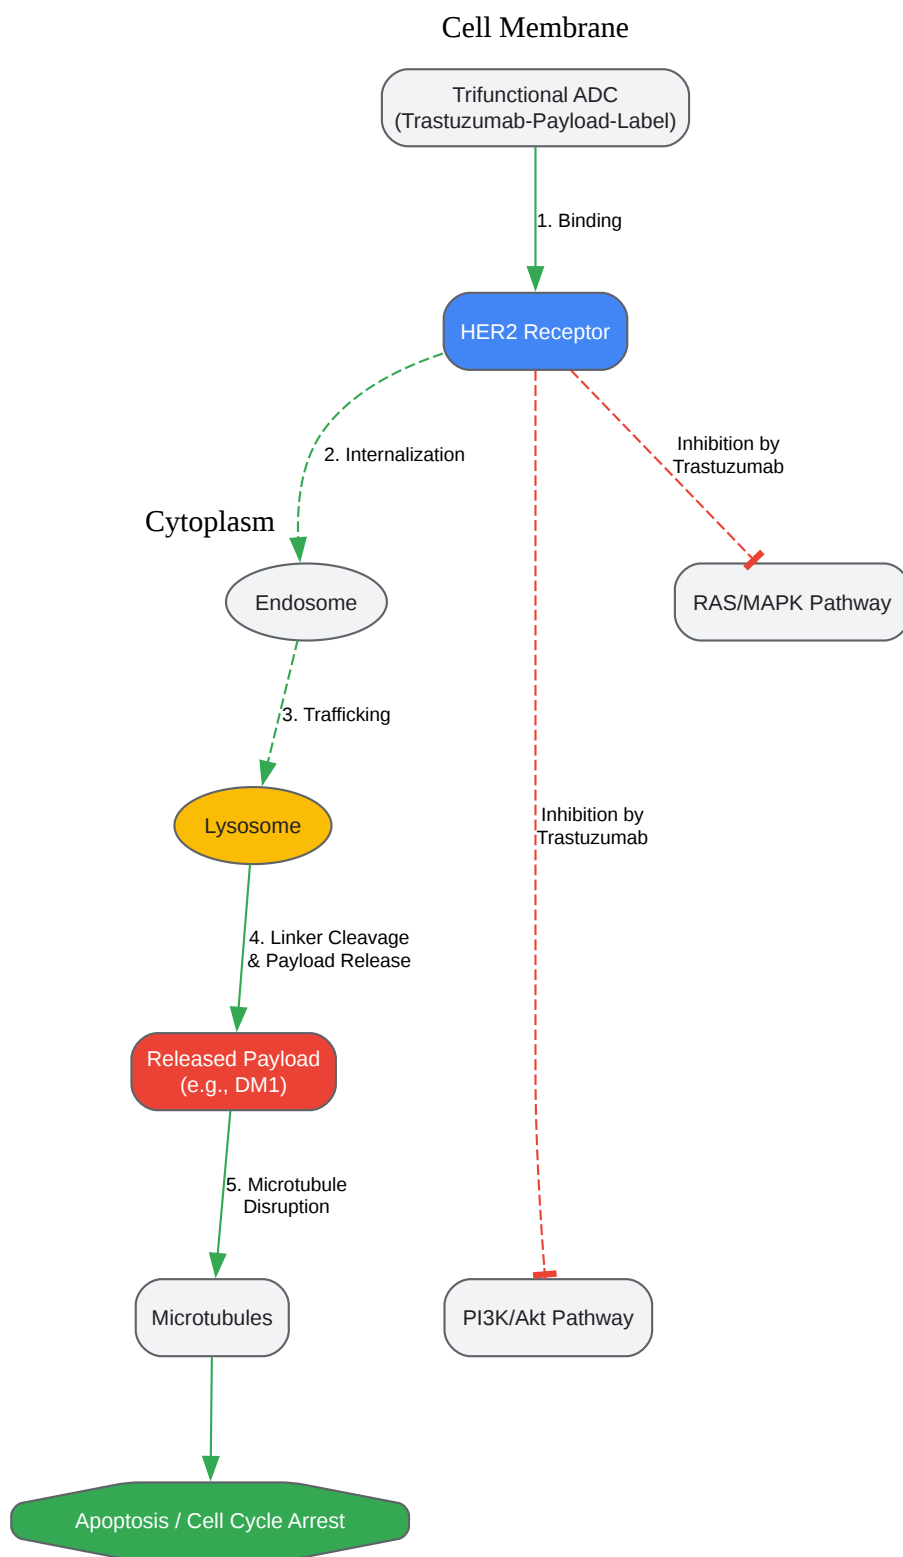 Cell Membrane
Trifunctional ADC
(Trastuzumab-Payload-Label)
1. Binding
HER2 Receptor
Inhibition by
Trastuzumab
2. Internalization
Cytoplasm
Endosome
RAS/MAPK Pathway
3. Trafficking
Inhibition by
Trastuzumab
Lysosome
4. Linker Cleavage
& Payload Release
Released Payload
(e.g., DM1)
5. Microtubule
Disruption
Microtubules
PI3K/Akt Pathway
Apoptosis / Cell Cycle Arrest